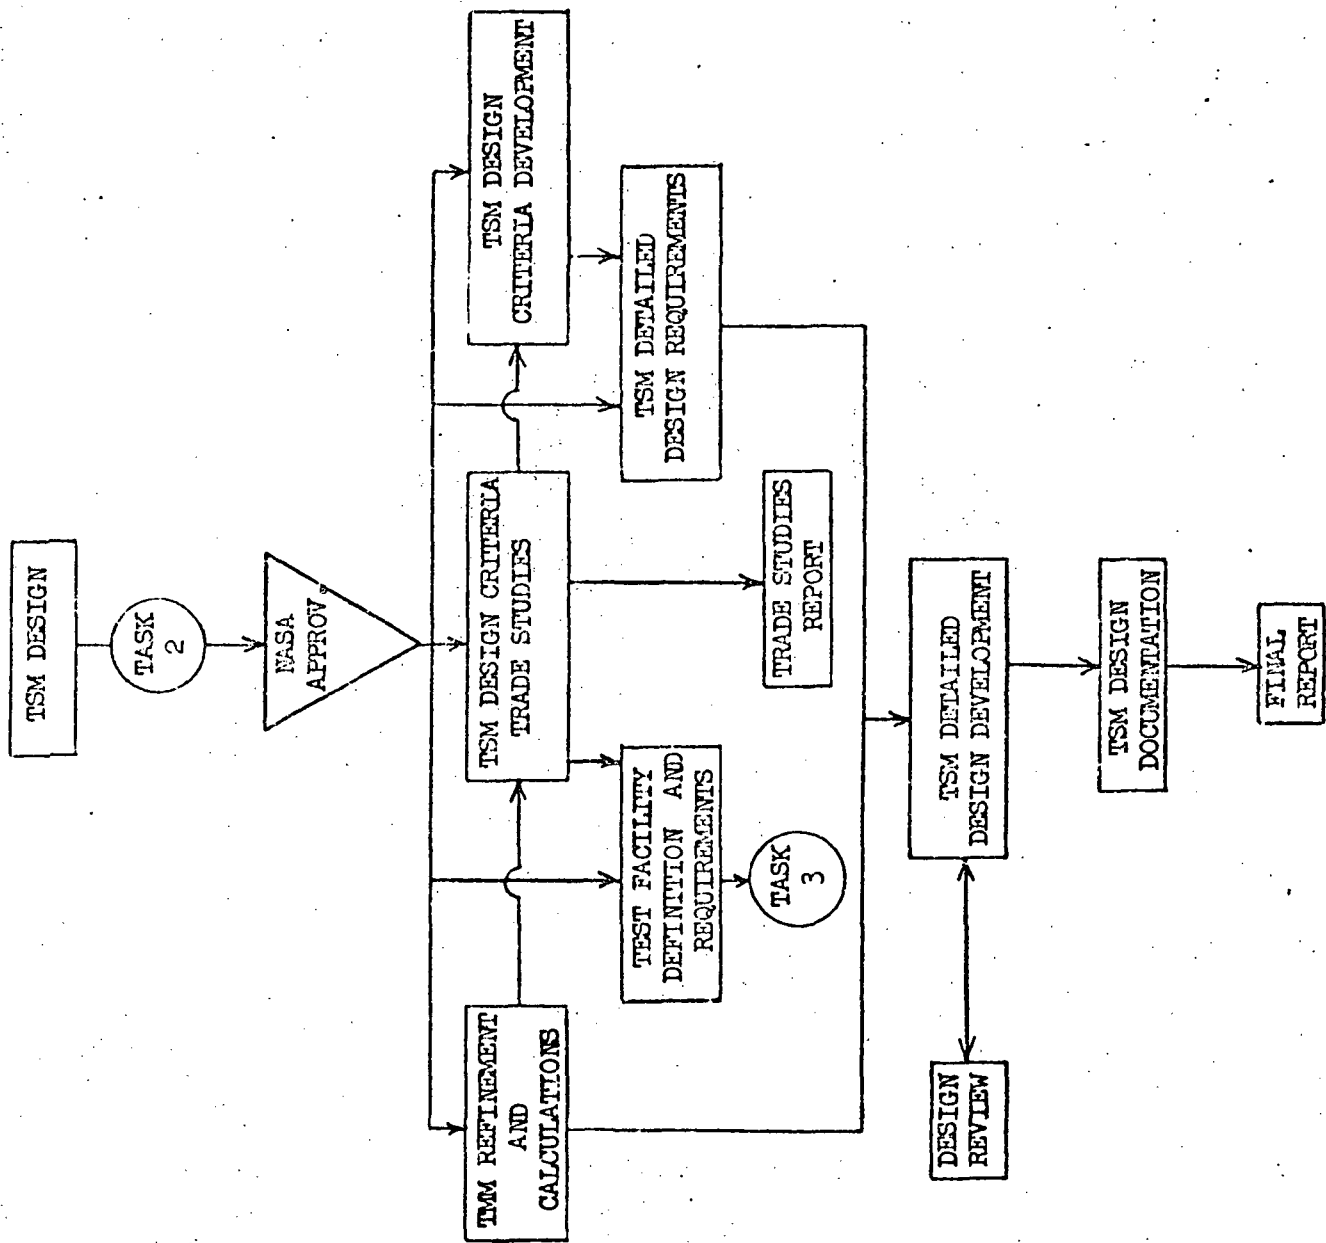 TSM DESIGN
TASK
2
NASA
APPROV.
TMM REFINEMENT
AND
CALCULATIONS
TSM DESIGN CRITERIA
TRADE STUDIES
TSM DESIGN
CRITERIA DEVELOPMENT
TEST FACILITY
DEFINITION AND
REQUIREMENTS
TSM DETAILED
DESIGN REQUIREMENTS
TASK
3
TRADE STUDIES
REPORT
DESIGN
REVIEW
TSM DETAILED
DESIGN DEVELOPMENT
TSM DESIGN
DOCUMENTATION
FINAL
REPORT